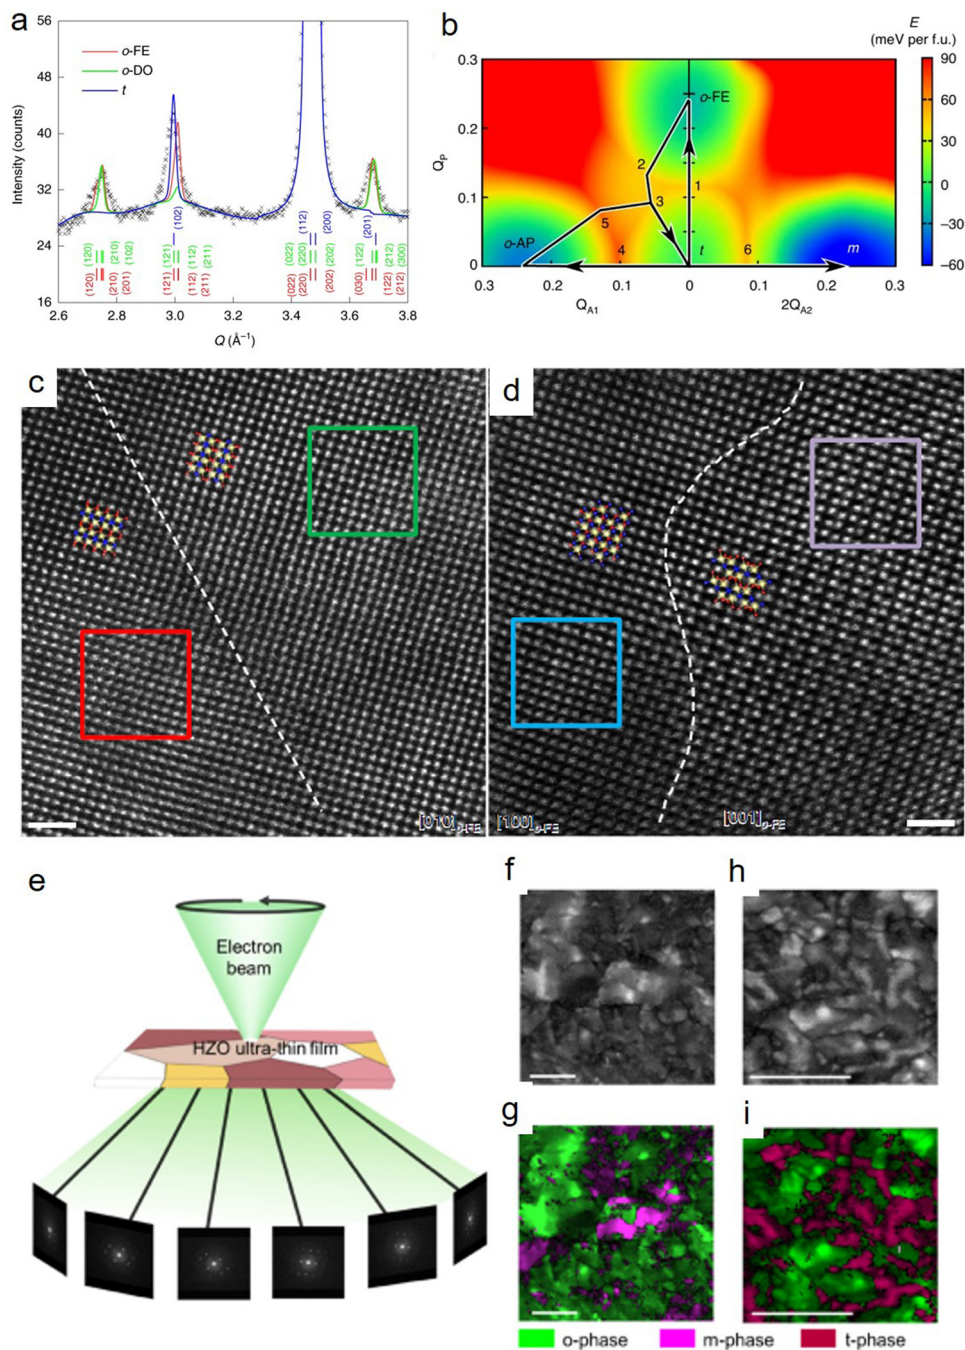 a
56
o-FE
o-DO
48
t
Intensity (counts)
40
32
24
16
(102)
(112)
(200)
(201)
(120)
(210)
(102)
(121)
(112)
(211)
(022)
(220)
(202)
(122)
(212)
(300)
(120)
(210)
(201)
(121)
(112)
(211)
(022)
(220)
(202)
(030)
(122)
(212)
2.6 2.8 3.0 3.2 3.4 3.6 3.8
Q (Å⁻¹)
b
E
(meV per f.u.)
0.3
0.2
0.1
0
QP
o-FE
2
1
3
5
o-AP
4
t
6
m
0.3 0.2 0.1 0 0.1 0.2 0.3
QA1
2QA2
90
60
30
0
−30
−60
c
[010]o-FE
d
[100]o-FE
[001]o-FE
e
Electron
beam
HZO ultra-thin film
f
h
g
i
o-phase
m-phase
t-phase